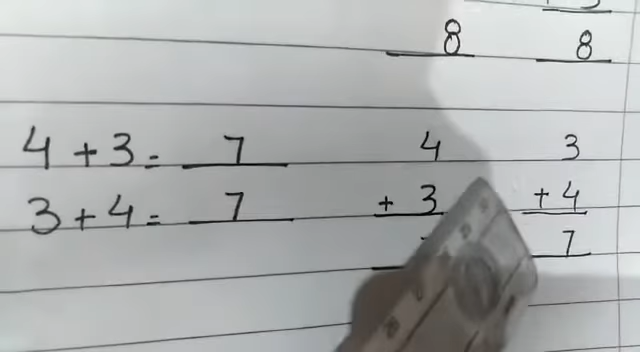 8 8
4 + 3 = 7 4 3
3 + 4 = 7 + 3 + 4
7